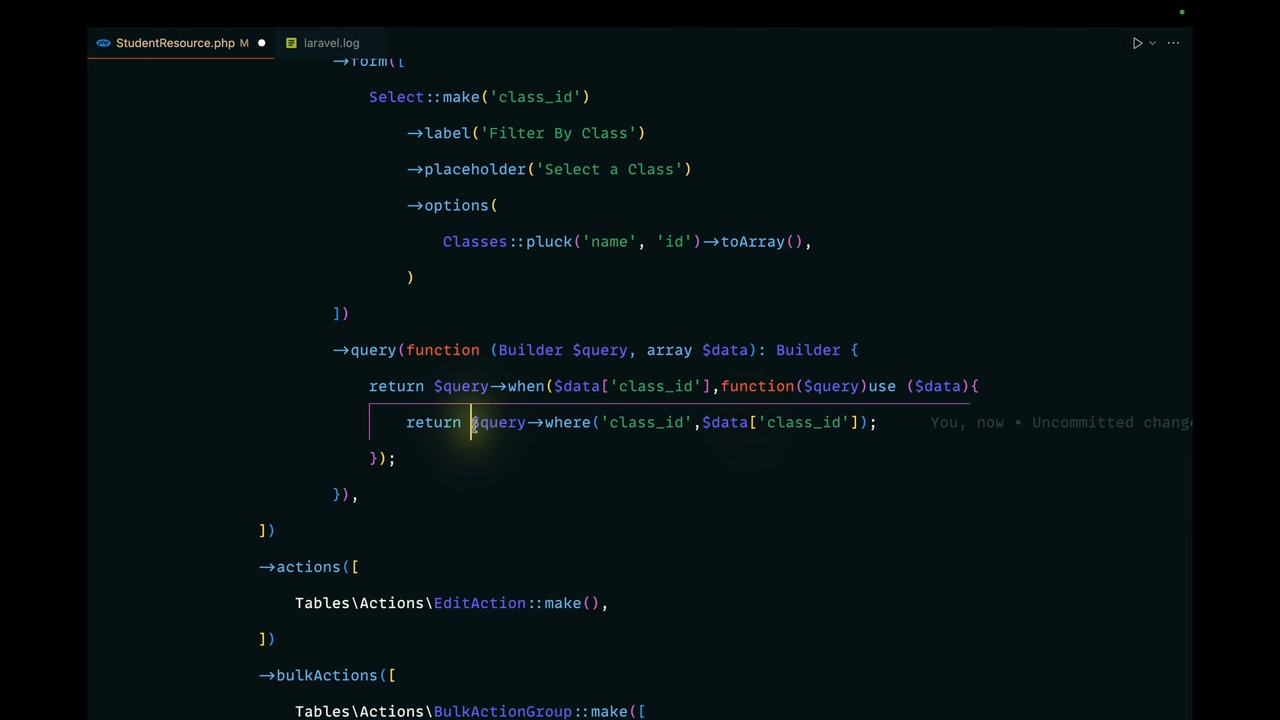 StudentResource.php M
laravel.log
->form([
Select::make('class_id')
->label('Filter By Class')
->placeholder('Select a Class')
->options(
Classes::pluck('name', 'id')->toArray(),
)
])
->query(function (Builder $query, array $data): Builder {
return $query->when($data['class_id'],function($query)use ($data){
return $query->where('class_id',$data['class_id']); You, now • Uncommitted change
});
}),
])
->actions([
Tables\Actions\EditAction::make(),
])
->bulkActions([
Tables\Actions\BulkActionGroup::make([